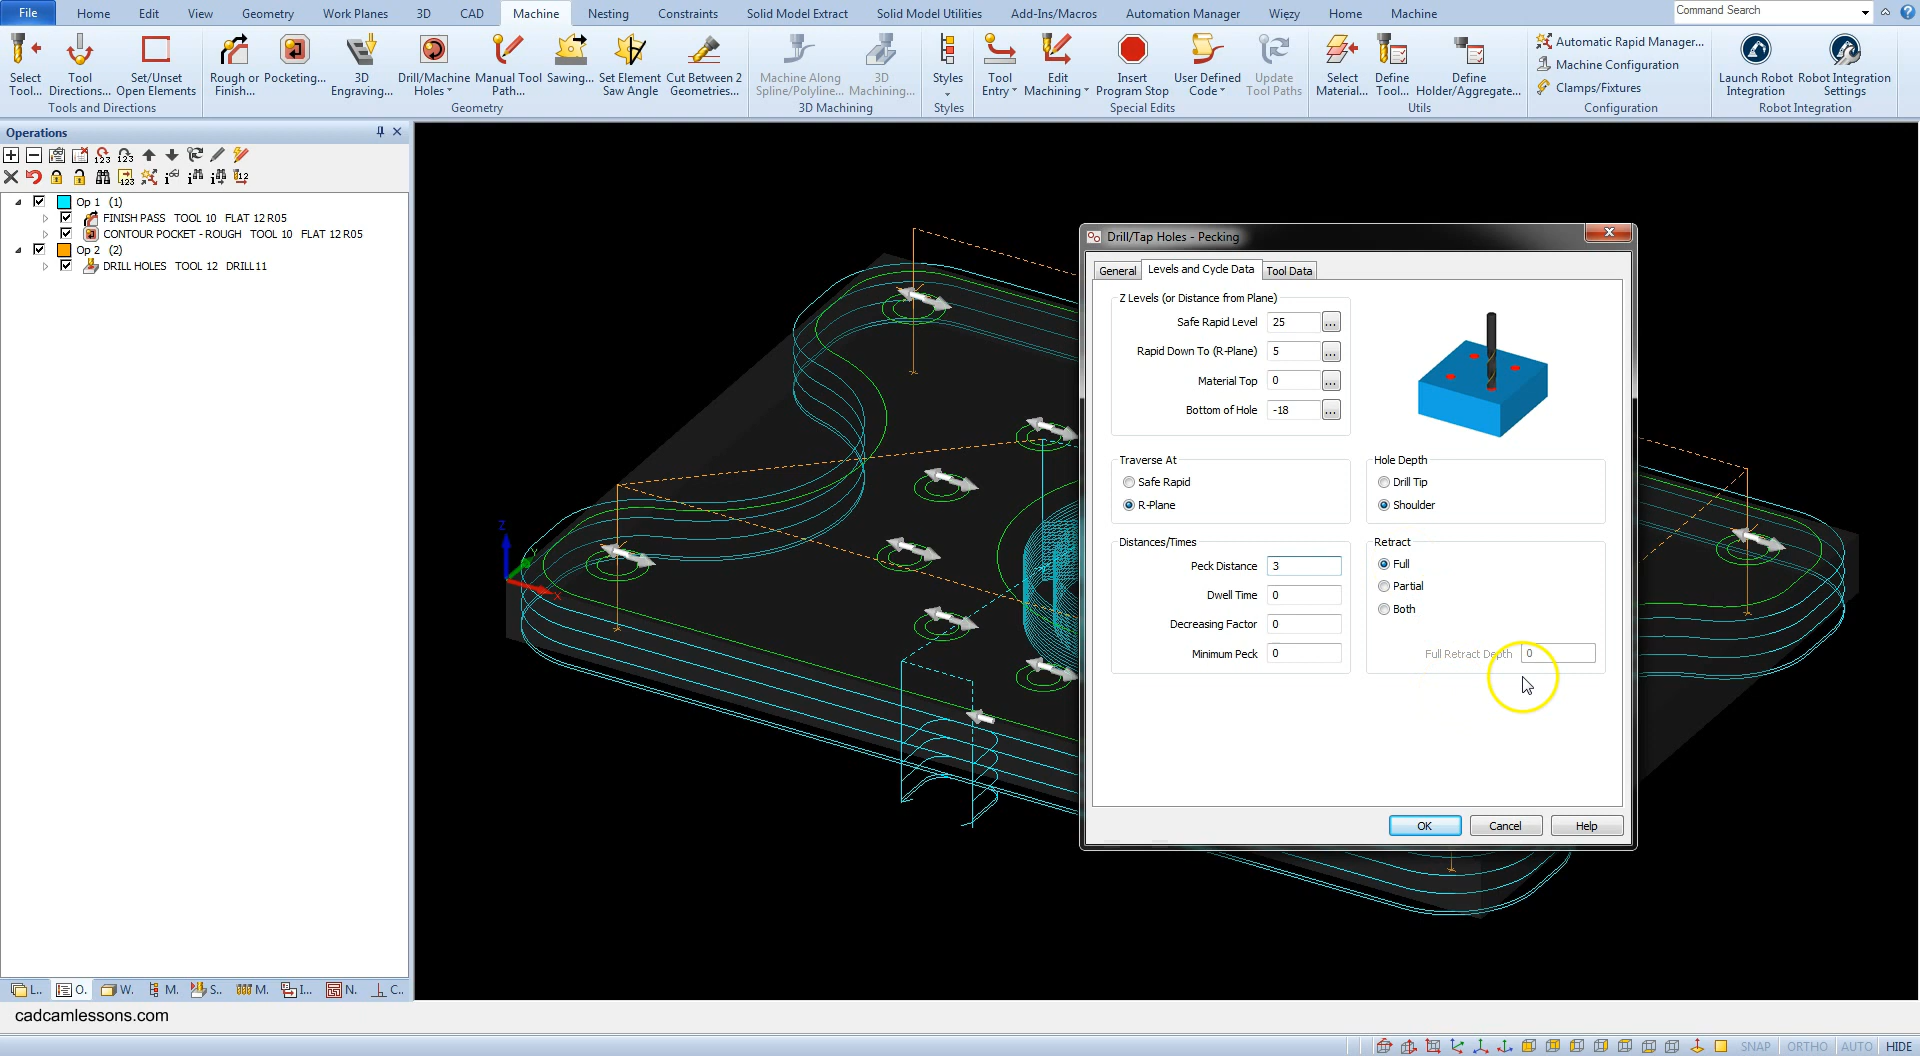 File Home Edit View Geometry Work Planes 3D CAD Machine Nesting Constraints Solid Model Extract Solid Model Utilities Add-Ins/Macros Automation Manager Więzy Home Machine Command Search
Select Tool... Tool Directions... Set/Unset Open Elements
Tools and Directions
Rough or Finish... Pocketing... 3D Engraving... Drill/Machine Holes Manual Tool Path... Sawing... Set Element Saw Angle Cut Between 2 Geometries...
Geometry
Machine Along Spline/Polyline... 3D Machining...
3D Machining
Styles
Styles
Tool Entry Edit Machining Insert Program Stop User Defined Code Update Tool Paths
Special Edits
Select Material... Define Tool... Define Holder/Aggregate...
Utils
Automatic Rapid Manager...
Machine Configuration
Clamps/Fixtures
Configuration
Launch Robot Integration Robot Integration Settings
Robot Integration
Operations
Op 1 (1)
FINISH PASS TOOL 10 FLAT 12 R05
CONTOUR POCKET - ROUGH TOOL 10 FLAT 12 R05
Op 2 (2)
DRILL HOLES TOOL 12 DRILL11
Z
Y
X
Drill/Tap Holes - Pecking
General Levels and Cycle Data Tool Data
Z Levels (or Distance from Plane)
Safe Rapid Level 25 ...
Rapid Down To (R-Plane) 5 ...
Material Top 0 ...
Bottom of Hole -18 ...
Traverse At
Safe Rapid
R-Plane
Hole Depth
Drill Tip
Shoulder
Distances/Times
Peck Distance 3
Dwell Time 0
Decreasing Factor 0
Minimum Peck 0
Retract
Full
Partial
Both
Full Retract Depth 0
OK Cancel Help
L.. O. W. M. S.. M. I... N. C..
cadcamlessons.com
SNAP ORTHO AUTO HIDE